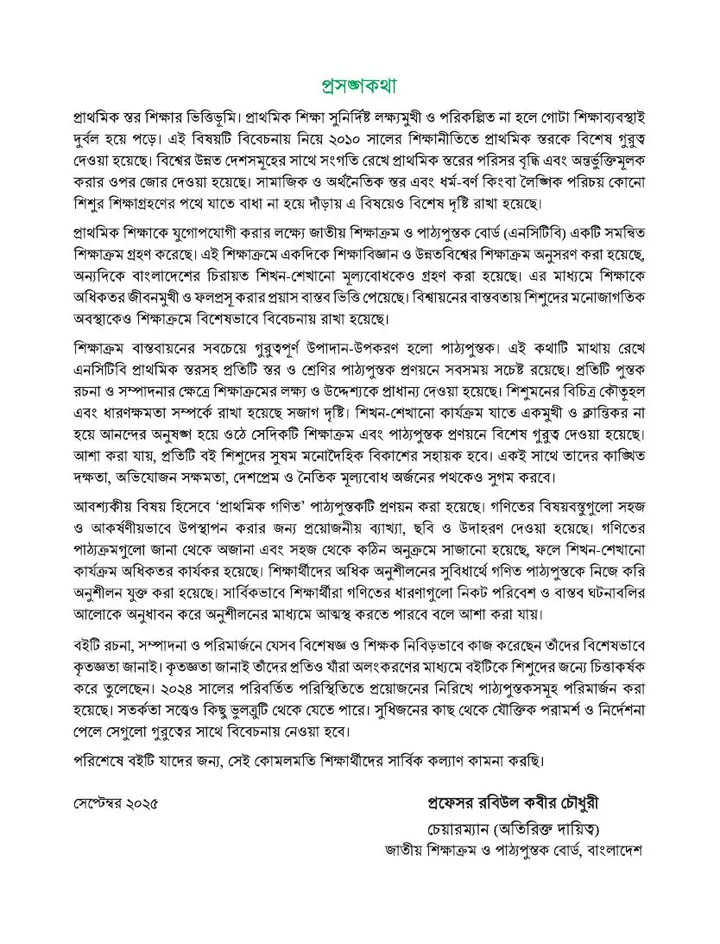 প্রসঙ্গকথা
প্রাথমিক স্তর শিক্ষার ভিত্তিভূমি। প্রাথমিক শিক্ষা সুনির্দিষ্ট লক্ষ্যমুখী ও পরিকল্পিত না হলে গোটা শিক্ষাব্যবস্থাই
দুর্বল হয়ে পড়ে। এই বিষয়টি বিবেচনায় নিয়ে ২০১০ সালের শিক্ষানীতিতে প্রাথমিক স্তরকে বিশেষ গুরুত্ব
দেওয়া হয়েছে। বিশ্বের উন্নত দেশসমূহের সাথে সংগতি রেখে প্রাথমিক স্তরের পরিসর বৃদ্ধি এবং অন্তর্ভুক্তিমূলক
করার ওপর জোর দেওয়া হয়েছে। সামাজিক ও অর্থনৈতিক স্তর এবং ধর্ম-বর্ণ কিংবা লৈঙ্গিক পরিচয় কোনো
শিশুর শিক্ষাগ্রহণের পথে যাতে বাধা না হয়ে দাঁড়ায় এ বিষয়েও বিশেষ দৃষ্টি রাখা হয়েছে।
প্রাথমিক শিক্ষাকে যুগোপযোগী করার লক্ষ্যে জাতীয় শিক্ষাক্রম ও পাঠ্যপুস্তক বোর্ড (এনসিটিবি) একটি সমন্বিত
শিক্ষাক্রম গ্রহণ করেছে। এই শিক্ষাক্রমে একদিকে শিক্ষাবিজ্ঞান ও উন্নতবিশ্বের শিক্ষাক্রম অনুসরণ করা হয়েছে,
অন্যদিকে বাংলাদেশের চিরায়ত শিখন-শেখানো মূল্যবোধকেও গ্রহণ করা হয়েছে। এর মাধ্যমে শিক্ষাকে
অধিকতর জীবনমুখী ও ফলপ্রসূ করার প্রয়াস বাস্তব ভিত্তি পেয়েছে। বিশ্বায়নের বাস্তবতায় শিশুদের মনোজাগতিক
অবস্থাকেও শিক্ষাক্রমে বিশেষভাবে বিবেচনায় রাখা হয়েছে।
শিক্ষাক্রম বাস্তবায়নের সবচেয়ে গুরুত্বপূর্ণ উপাদান-উপকরণ হলো পাঠ্যপুস্তক। এই কথাটি মাথায় রেখে
এনসিটিবি প্রাথমিক স্তরসহ প্রতিটি স্তর ও শ্রেণির পাঠ্যপুস্তক প্রণয়নে সবসময় সচেষ্ট রয়েছে। প্রতিটি পুস্তক
রচনা ও সম্পাদনার ক্ষেত্রে শিক্ষাক্রমের লক্ষ্য ও উদ্দেশ্যকে প্রাধান্য দেওয়া হয়েছে। শিশুমনের বিচিত্র কৌতূহল
এবং ধারণক্ষমতা সম্পর্কে রাখা হয়েছে সজাগ দৃষ্টি। শিখন-শেখানো কার্যক্রম যাতে একমুখী ও ক্লান্তিকর না
হয়ে আনন্দের অনুষঙ্গ হয়ে ওঠে সেদিকটি শিক্ষাক্রম এবং পাঠ্যপুস্তক প্রণয়নে বিশেষ গুরুত্ব দেওয়া হয়েছে।
আশা করা যায়, প্রতিটি বই শিশুদের সুষম মনোদৈহিক বিকাশের সহায়ক হবে। একই সাথে তাদের কাঙ্খিত
দক্ষতা, অভিযোজন সক্ষমতা, দেশপ্রেম ও নৈতিক মূল্যবোধ অর্জনের পথকেও সুগম করবে।
আবশ্যকীয় বিষয় হিসেবে ‘প্রাথমিক গণিত’ পাঠ্যপুস্তকটি প্রণয়ন করা হয়েছে। গণিতের বিষয়বস্তুগুলো সহজ
ও আকর্ষণীয়ভাবে উপস্থাপন করার জন্য প্রয়োজনীয় ব্যাখ্যা, ছবি ও উদাহরণ দেওয়া হয়েছে। গণিতের
পাঠ্যক্রমগুলো জানা থেকে অজানা এবং সহজ থেকে কঠিন অনুক্রমে সাজানো হয়েছে, ফলে শিখন-শেখানো
কার্যক্রম অধিকতর কার্যকর হয়েছে। শিক্ষার্থীদের অধিক অনুশীলনের সুবিধার্থে গণিত পাঠ্যপুস্তকে নিজে করি
অনুশীলন যুক্ত করা হয়েছে। সার্বিকভাবে শিক্ষার্থীরা গণিতের ধারণাগুলো নিকট পরিবেশ ও বাস্তব ঘটনাবলির
আলোকে অনুধাবন করে অনুশীলনের মাধ্যমে আত্মস্থ করতে পারবে বলে আশা করা যায়।
বইটি রচনা, সম্পাদনা ও পরিমার্জনে যেসব বিশেষজ্ঞ ও শিক্ষক নিবিড়ভাবে কাজ করেছেন তাঁদের বিশেষভাবে
কৃতজ্ঞতা জানাই। কৃতজ্ঞতা জানাই তাঁদের প্রতিও যাঁরা অলংকরণের মাধ্যমে বইটিকে শিশুদের জন্যে চিত্তাকর্ষক
করে তুলেছেন। ২০২৪ সালের পরিবর্তিত পরিস্থিতিতে প্রয়োজনের নিরিখে পাঠ্যপুস্তকসমূহ পরিমার্জন করা
হয়েছে। সতর্কতা সত্ত্বেও কিছু ভুলত্রুটি থেকে যেতে পারে। সুধিজনের কাছ থেকে যৌক্তিক পরামর্শ ও নির্দেশনা
পেলে সেগুলো গুরুত্বের সাথে বিবেচনায় নেওয়া হবে।
পরিশেষে বইটি যাদের জন্য, সেই কোমলমতি শিক্ষার্থীদের সার্বিক কল্যাণ কামনা করছি।
সেপ্টেম্বর ২০২৫
প্রফেসর রবিউল কবীর চৌধুরী
চেয়ারম্যান (অতিরিক্ত দায়িত্ব)
জাতীয় শিক্ষাক্রম ও পাঠ্যপুস্তক বোর্ড, বাংলাদেশ